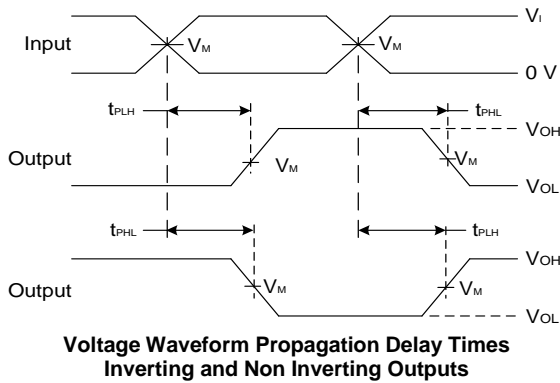 VI
Input
VM
VM
0 V
tPLH
tPHL
VOH
Output
VM
VM
VOL
tPHL
tPLH
VOH
Output
VM
VM
VOL
Voltage Waveform Propagation Delay Times
Inverting and Non Inverting Outputs